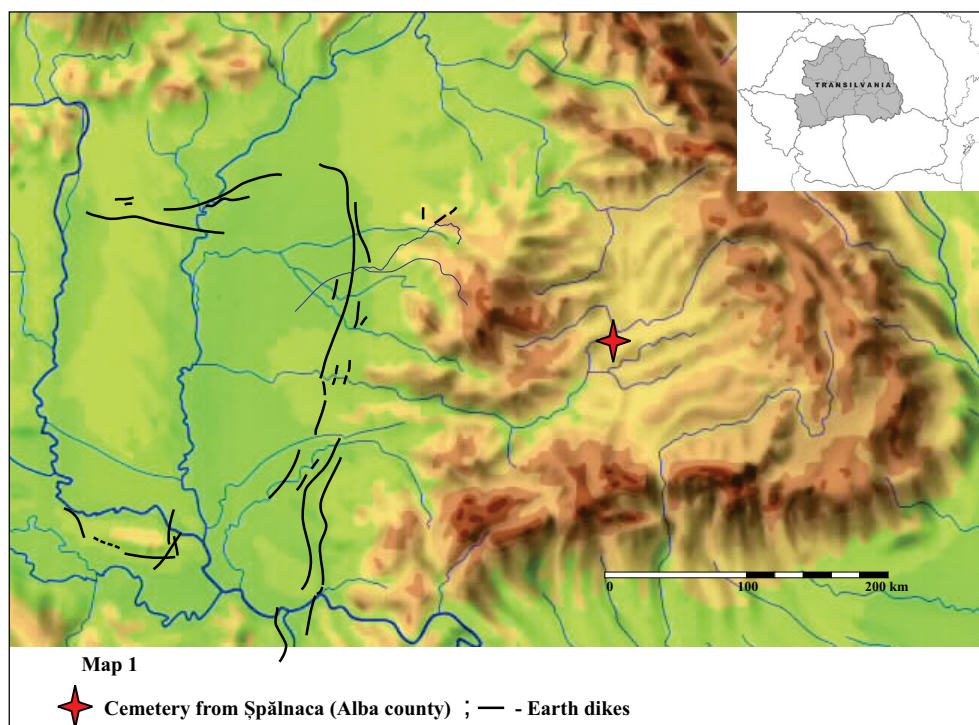 TRANSILVANIA
0 100 200 km
Map 1
Cemetery from Șpălnaca (Alba county) ; — - Earth dikes